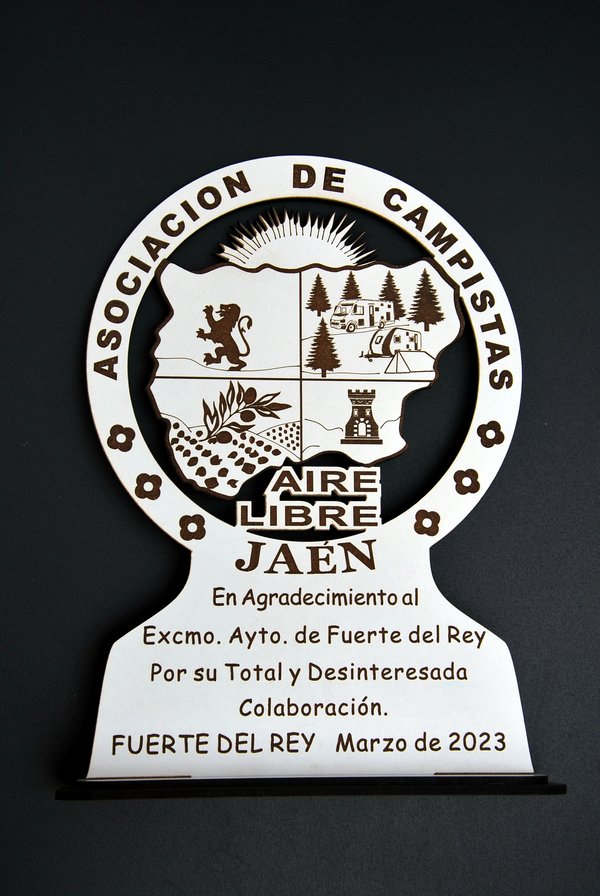 ASOCIACION DE CAMPISTAS
AIRE
LIBRE
JAÉN
En Agradecimiento al
Excmo. Ayto. de Fuerte del Rey
Por su Total y Desinteresada
Colaboración.
FUERTE DEL REY Marzo de 2023